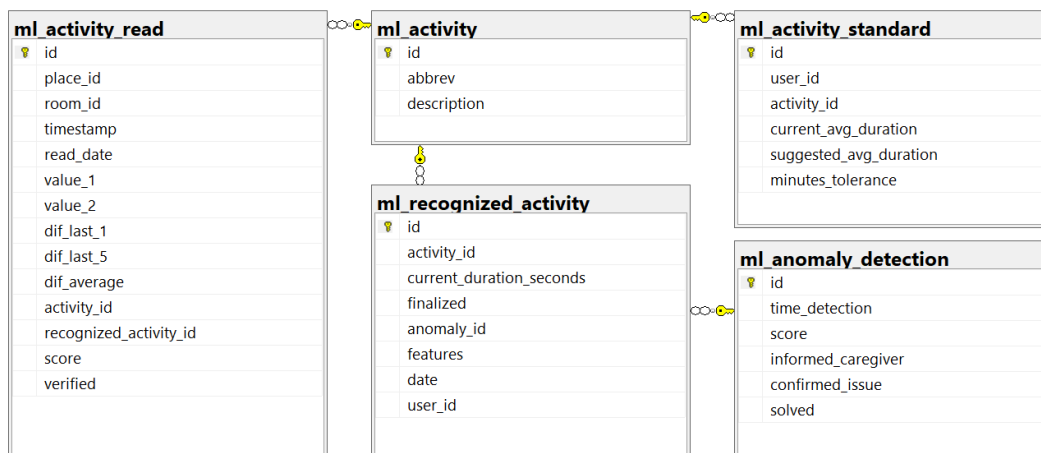 ml_activity_read
id
place_id
room_id
timestamp
read_date
value_1
value_2
dif_last_1
dif_last_5
dif_average
activity_id
recognized_activity_id
score
verified
ml_activity
id
abbrev
description
ml_recognized_activity
id
activity_id
current_duration_seconds
finalized
anomaly_id
features
date
user_id
ml_activity_standard
id
user_id
activity_id
current_avg_duration
suggested_avg_duration
minutes_tolerance
ml_anomaly_detection
id
time_detection
score
informed_caregiver
confirmed_issue
solved